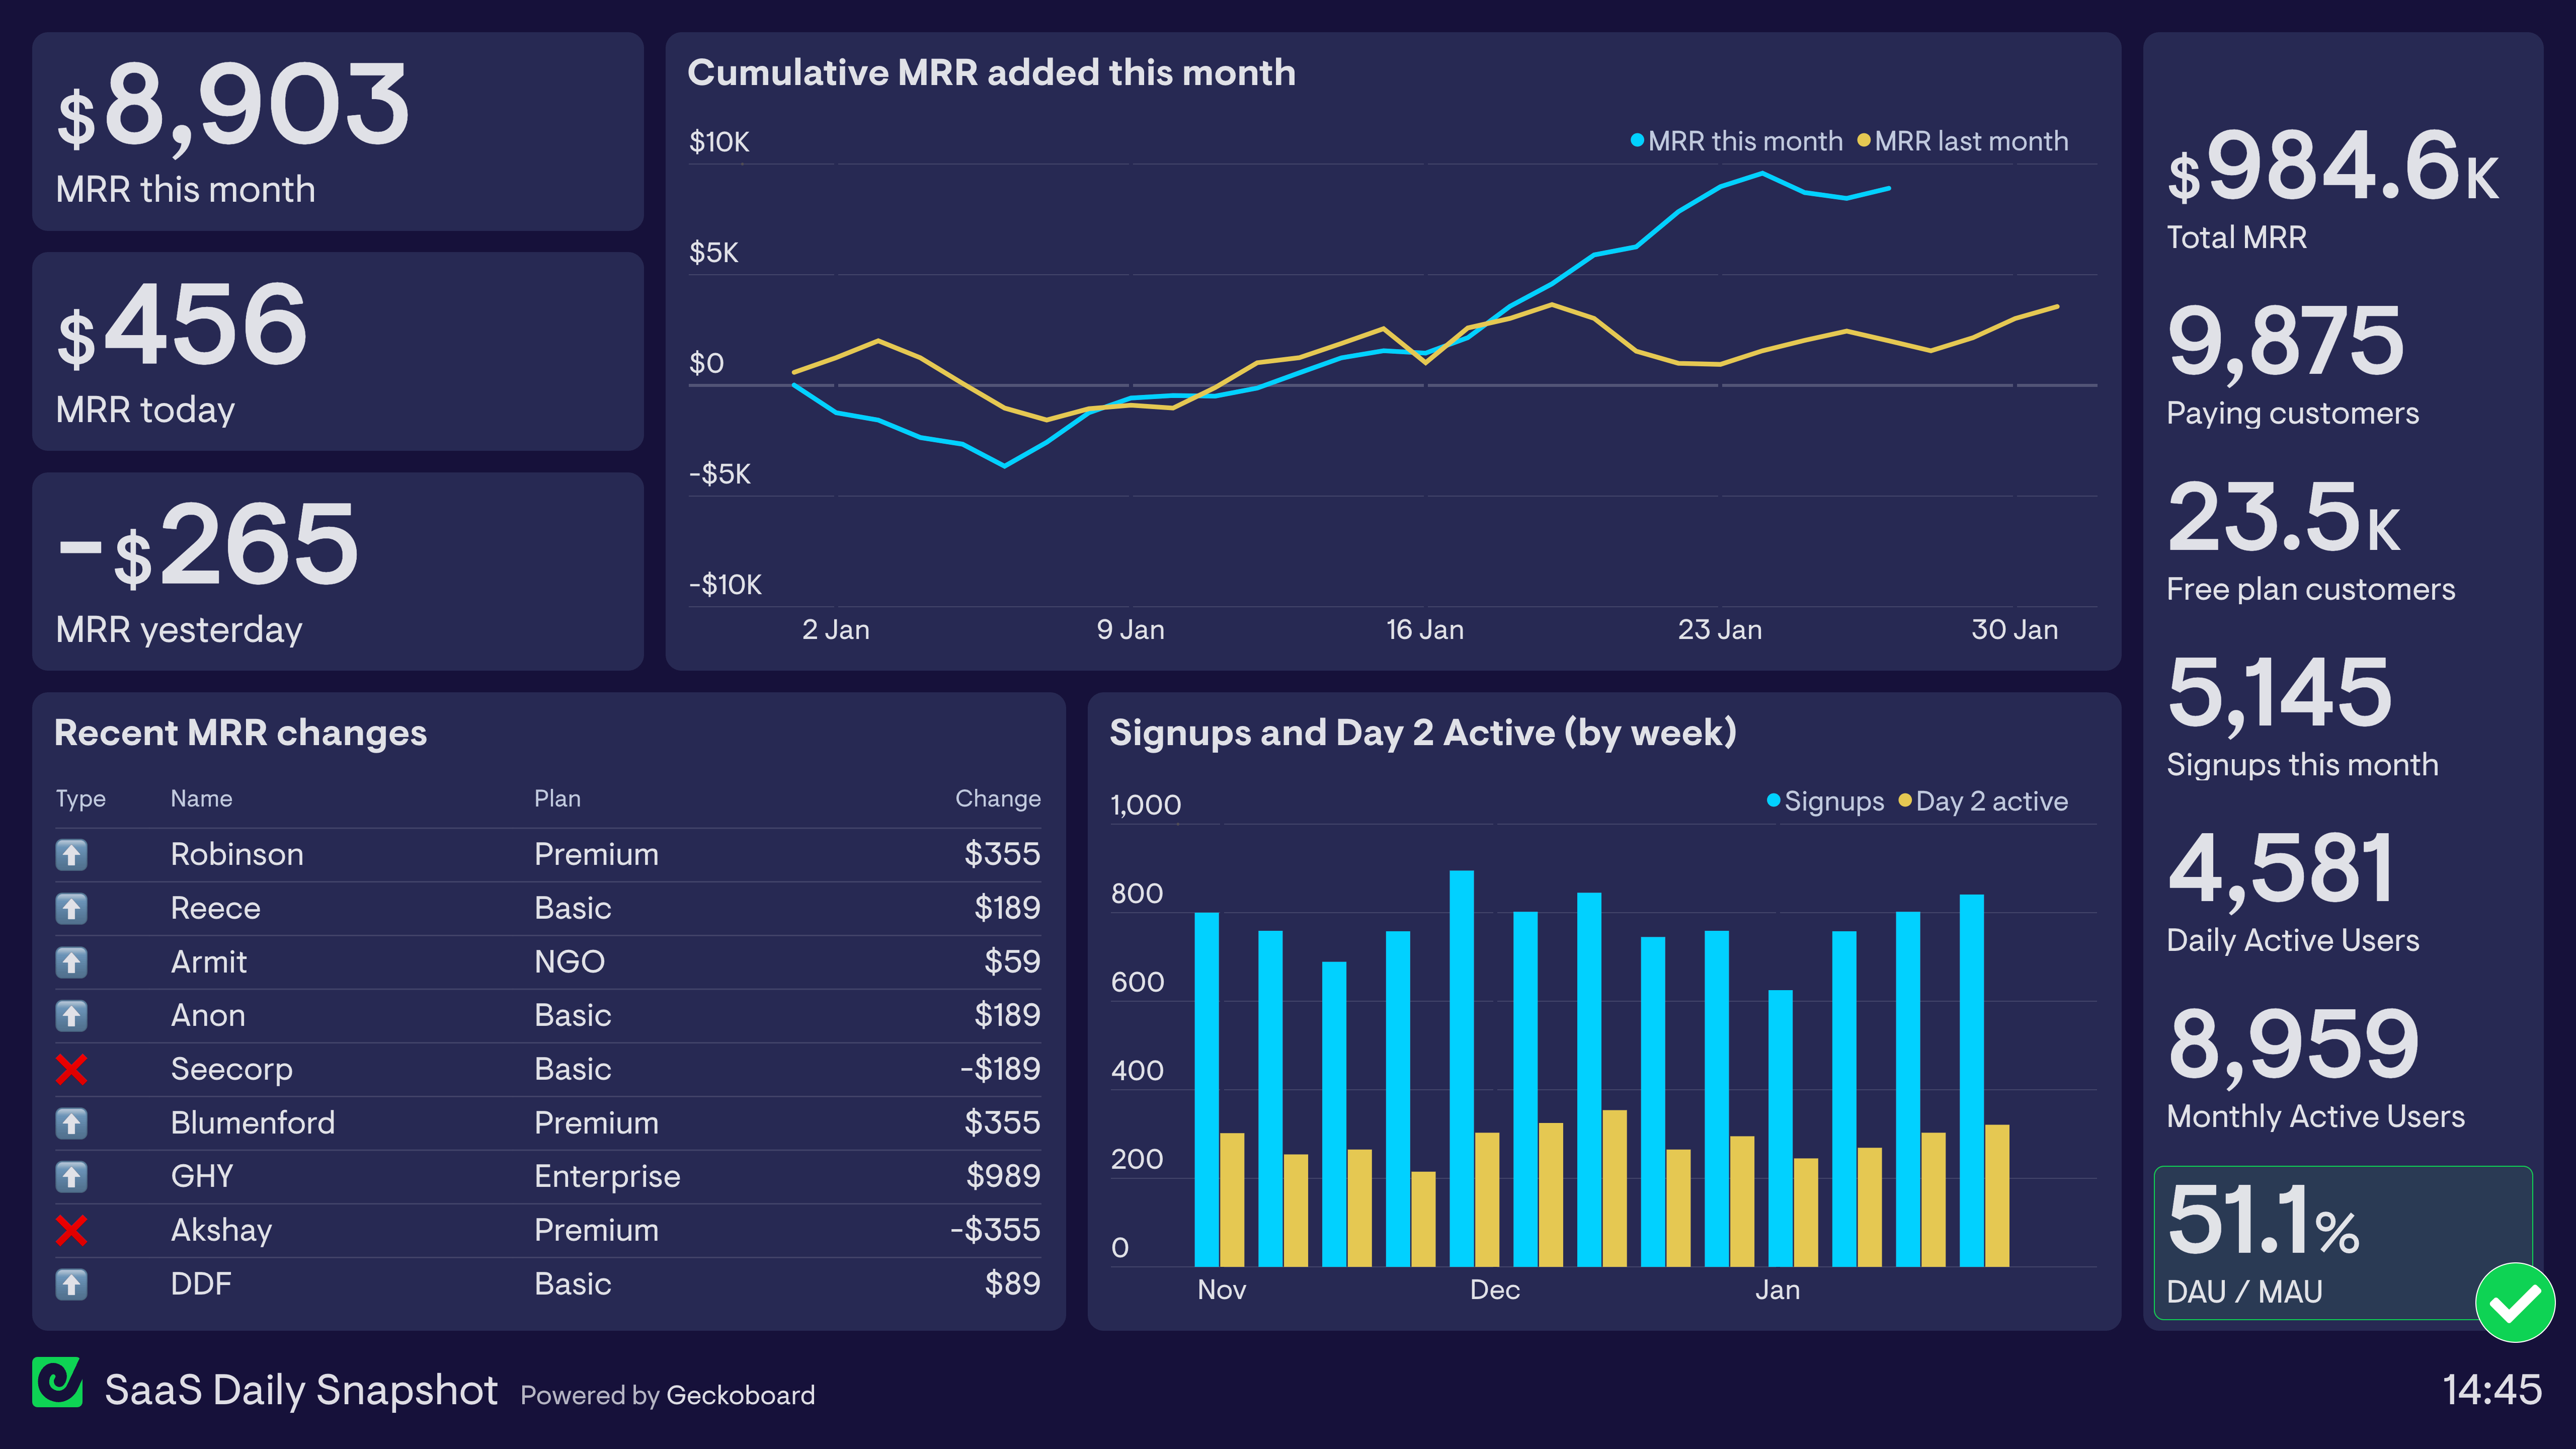 $8,903
MRR this month
$456
MRR today
-$265
MRR yesterday
Cumulative MRR added this month
MRR this month MRR last month
$10K
$5K
$0
-$5K
-$10K
2 Jan 9 Jan 16 Jan 23 Jan 30 Jan
$984.6K
Total MRR
9,875
Paying customers
23.5K
Free plan customers
5,145
Signups this month
4,581
Daily Active Users
8,959
Monthly Active Users
51.1%
DAU / MAU
Recent MRR changes
Type Name Plan Change
Robinson Premium $355
Reece Basic $189
Armit NGO $59
Anon Basic $189
Seecorp Basic -$189
Blumenford Premium $355
GHY Enterprise $989
Akshay Premium -$355
DDF Basic $89
Signups and Day 2 Active (by week)
Signups Day 2 active
1,000
800
600
400
200
0
Nov Dec Jan
SaaS Daily Snapshot Powered by Geckoboard
14:45